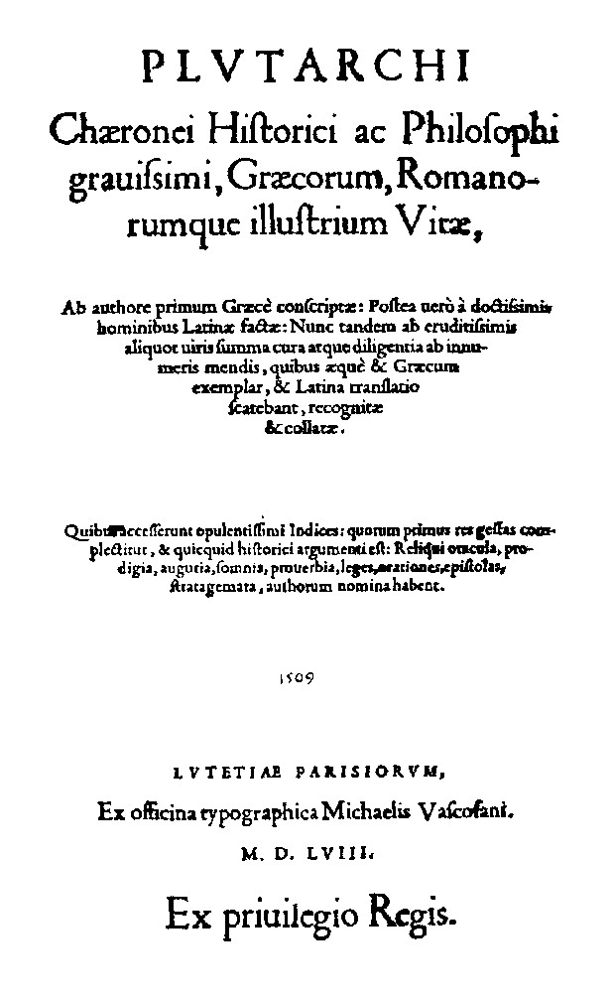 PLVTARCHI
Chæronei Hiſtorici ac Philoſophi
grauiſsimi, Græcorum, Romano-
rumque illuſtrium Vitæ,
Ab authore primum Græcè conſcriptæ: Poſtea uerò à doctiſsimis
hominibus Latinæ factæ: Nunc tandem ab eruditiſsimis
aliquot uiris ſumma cura atque diligentia ab innu-
meris mendis, quibus æquè & Græcum
exemplar, & Latina tranſlatio
ſcatebant, recognitæ
& collatæ.
Quibus acceſſerunt opulentiſſimi Indices: quorum primus res geſtas com-
plectitur, & quicquid hiſtorici argumenti eſt: Reliqui oracula, pro-
digia, auguria, ſomnia, prouerbia, leges, orationes, epiſtolas,
ſtratagemata, authorum nomina habent.
1509
LVTETIAE PARISIORVM,
Ex officina typographica Michaelis Vaſcoſani.
M. D. LVIII.
Ex priuilegio Regis.